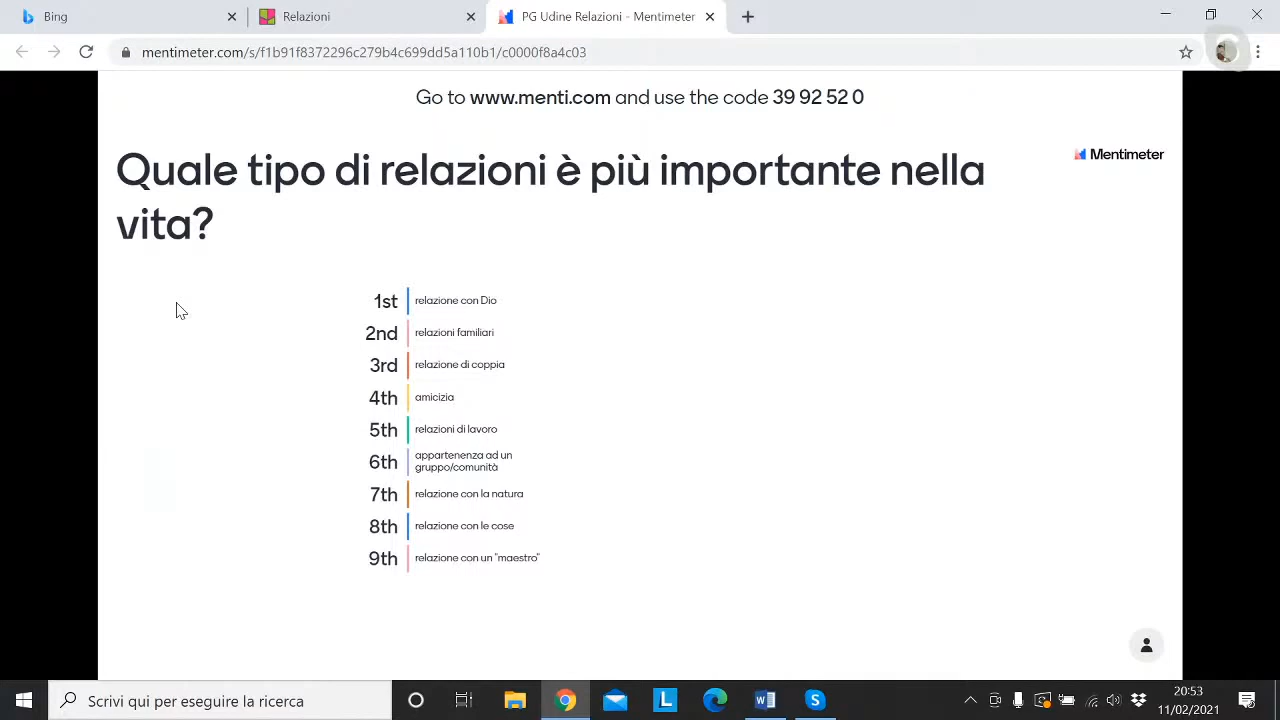 Bing
Relazioni
PG Udine Relazioni - Mentimeter
mentimeter.com/s/f1b91f8372296c279b4c699dd5a110b1/c0000f8a4c03
Go to www.menti.com and use the code 39 92 52 0
Mentimeter
Quale tipo di relazioni è più importante nella
vita?
1st relazione con Dio
2nd relazioni familiari
3rd relazione di coppia
4th amicizia
5th relazioni di lavoro
6th appartenenza ad un
gruppo/comunità
7th relazione con la natura
8th relazione con le cose
9th relazione con un "maestro"
Scrivi qui per eseguire la ricerca
L
20:53
11/02/2021